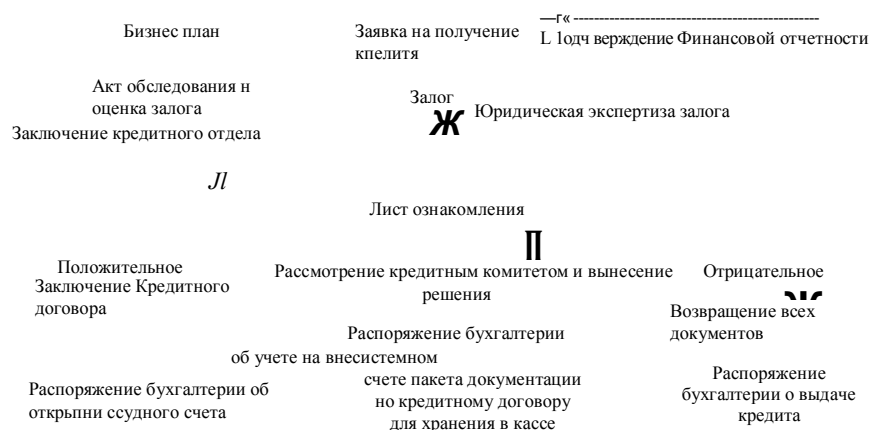 Бизнес план
Заявка на получение
кпелитя
—г« -----------------------------------------------
L 1одч верждение Финансовой отчетности
Акт обследования н
оценка залога
Залог
Ж
Юридическая экспертиза залога
Заключение кредитного отдела
Jl
Лист ознакомления
Положительное
Заключение Кредитного
договора
Рассмотрение кредитным комитетом и вынесение
решения
Отрицательное
Возвращение всех
документов
Распоряжение бухгалтерии
об учете на внесистемном
счете пакета документации
но кредитному договору
для хранения в кассе
Распоряжение бухгалтерии об
открьпни ссудного счета
Распоряжение
бухгалтерии о выдаче
кредита